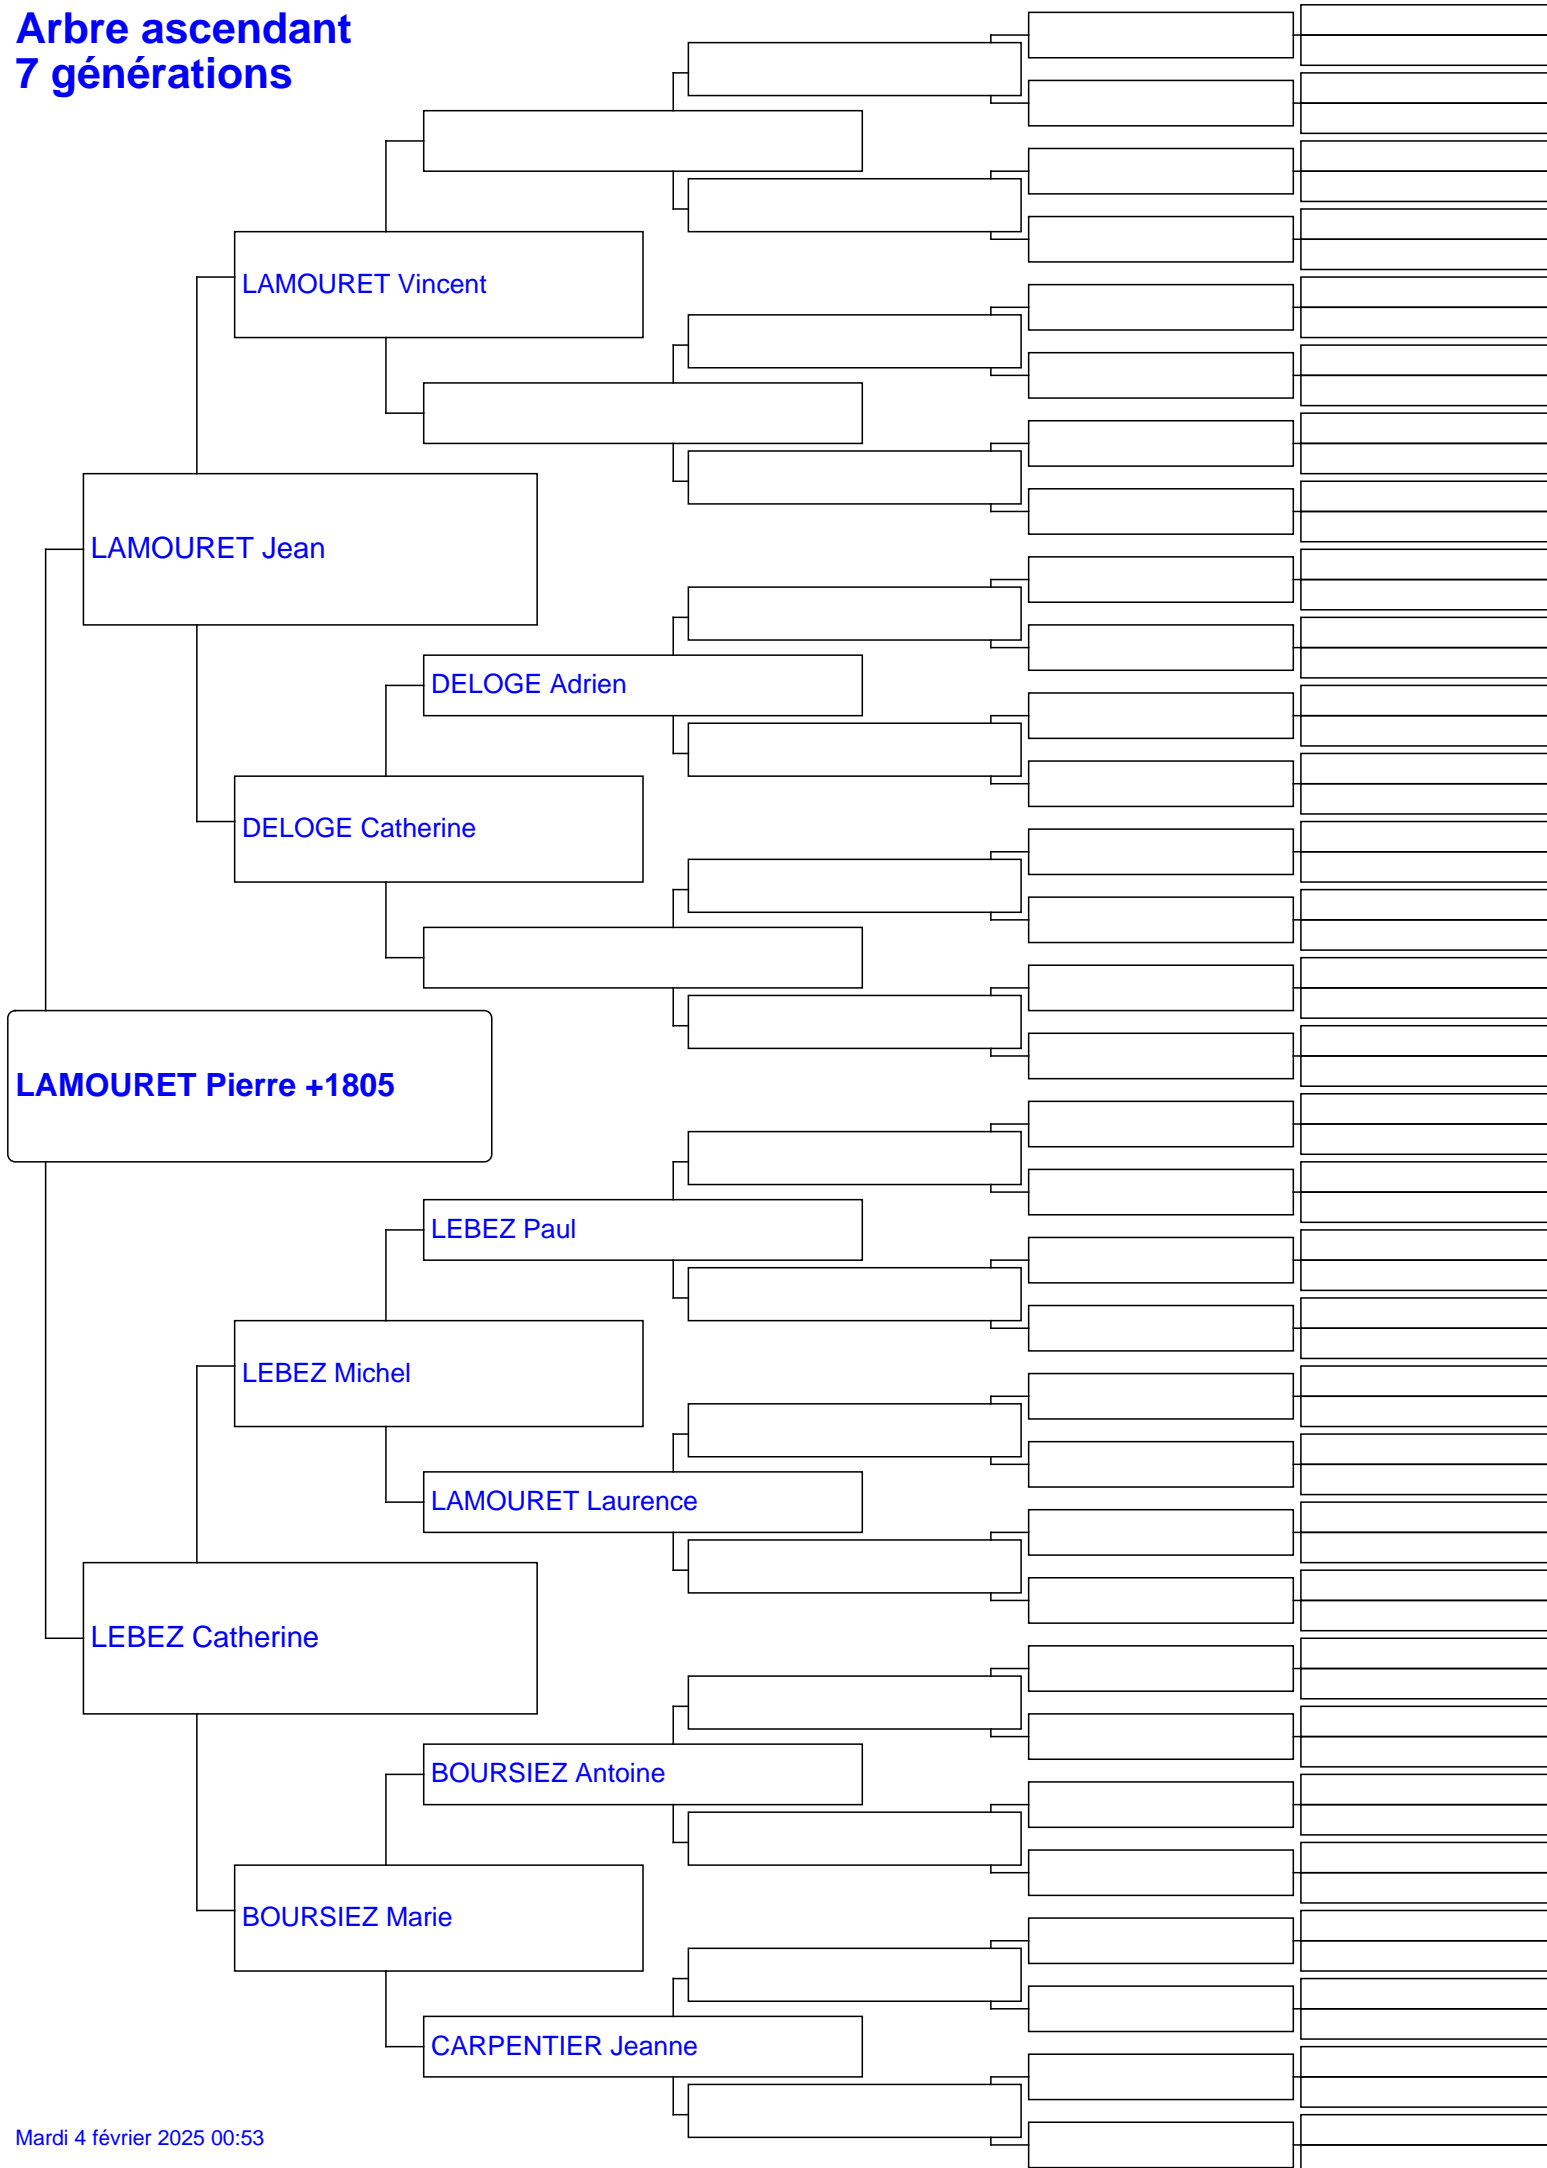 Arbre ascendant
7 générations
LAMOURET Vincent
LAMOURET Jean
DELOGE Adrien
DELOGE Catherine
LAMOURET Pierre +1805
LEBEZ Paul
LEBEZ Michel
LAMOURET Laurence
LEBEZ Catherine
BOURSIEZ Antoine
BOURSIEZ Marie
CARPENTIER Jeanne
Mardi 4 février 2025 00:53